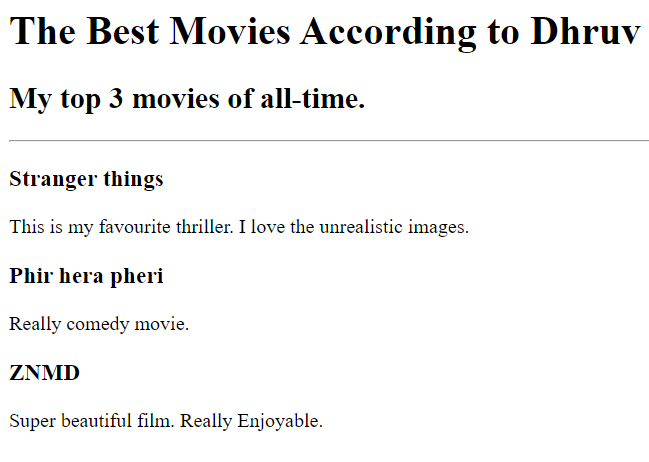 The Best Movies According to Dhruv
My top 3 movies of all-time.
Stranger things
This is my favourite thriller. I love the unrealistic images.
Phir hera pheri
Really comedy movie.
ZNMD
Super beautiful film. Really Enjoyable.